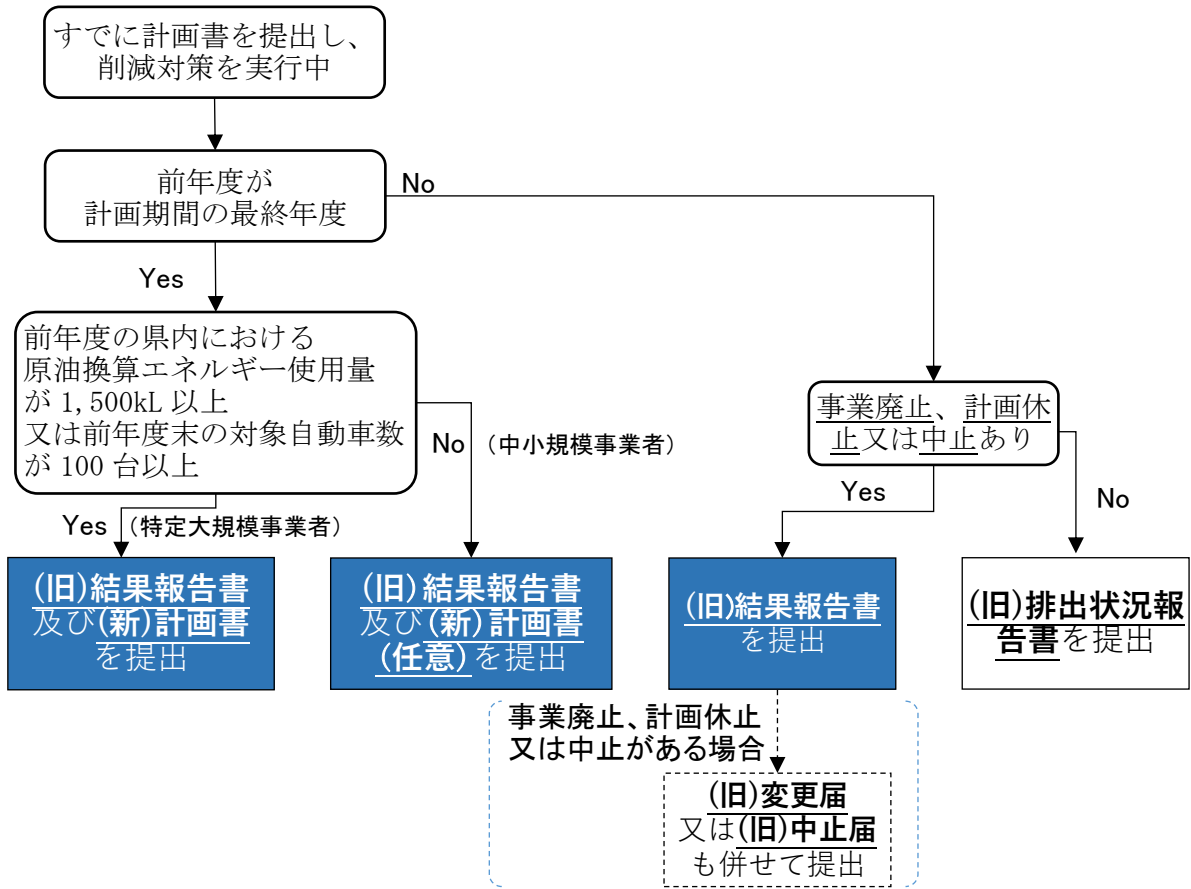 すでに計画書を提出し、
削減対策を実行中
前年度が
計画期間の最終年度
No
Yes
前年度の県内における
原油換算エネルギー使用量
が 1,500kL 以上
又は前年度末の対象自動車数
が 100 台以上
No （中小規模事業者）
Yes （特定大規模事業者）
事業廃止、計画休
止又は中止あり
Yes
No
(旧)結果報告書
及び(新)計画書
を提出
(旧)結果報告書
及び(新)計画書
(任意)を提出
(旧)結果報告書
を提出
(旧)排出状況報
告書を提出
事業廃止、計画休止
又は中止がある場合
(旧)変更届
又は(旧)中止届
も併せて提出